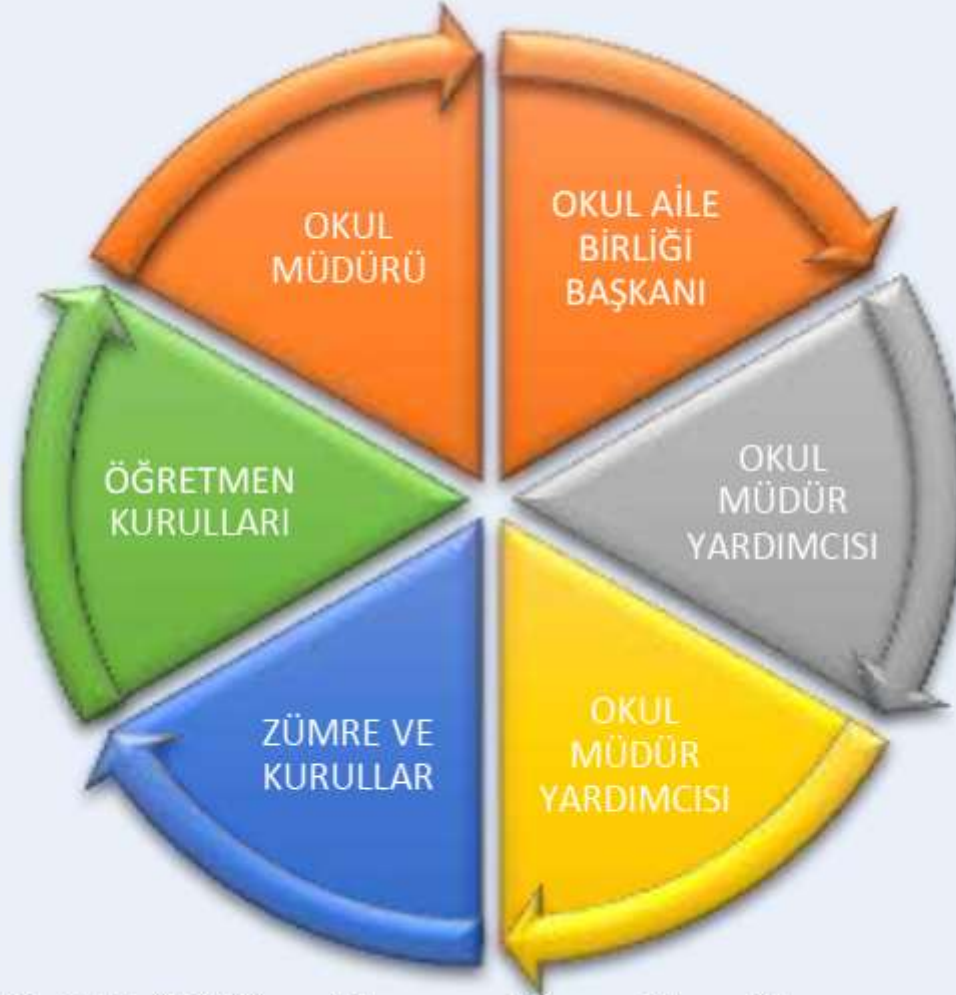 OKUL
MÜDÜRÜ
OKUL AİLE
BİRLİĞİ
BAŞKANI
OKUL
MÜDÜR
YARDIMCISI
OKUL
MÜDÜR
YARDIMCISI
ZÜMRE VE
KURULLAR
ÖĞRETMEN
KURULLARI